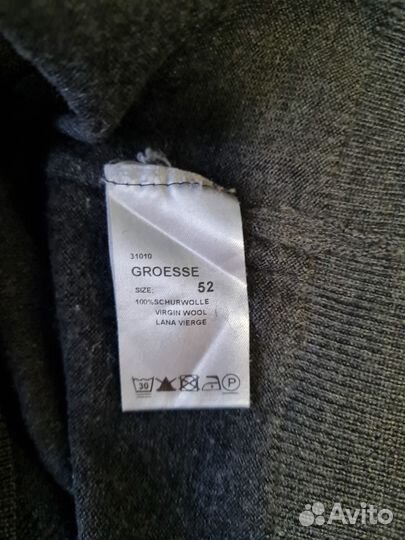 31010
GROESSE
SIZE: 52
100%SCHURWOLLE
VIRGIN WOOL
LANA VIERGE
30 P
Avito